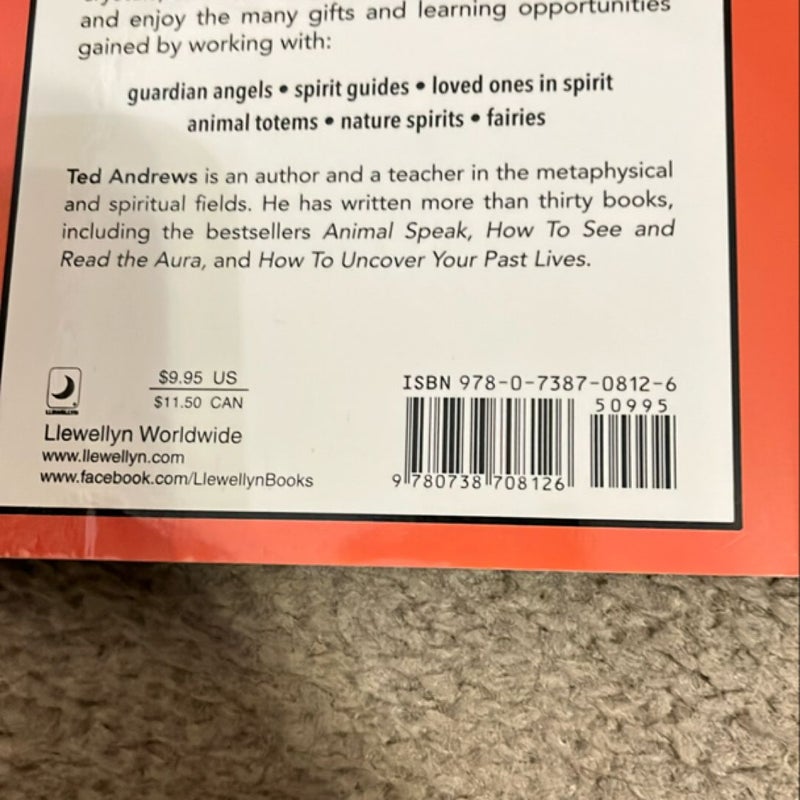 and enjoy the many gifts and learning opportunities
gained by working with:
guardian angels • spirit guides • loved ones in spirit
animal totems • nature spirits • fairies
Ted Andrews is an author and a teacher in the metaphysical
and spiritual fields. He has written more than thirty books,
including the bestsellers Animal Speak, How To See and
Read the Aura, and How To Uncover Your Past Lives.
$9.95 US
$11.50 CAN
LLEWELLYN
Llewellyn Worldwide
www.llewellyn.com
www.facebook.com/LlewellynBooks
ISBN 978-0-7387-0812-6
50995
9 780738 708126